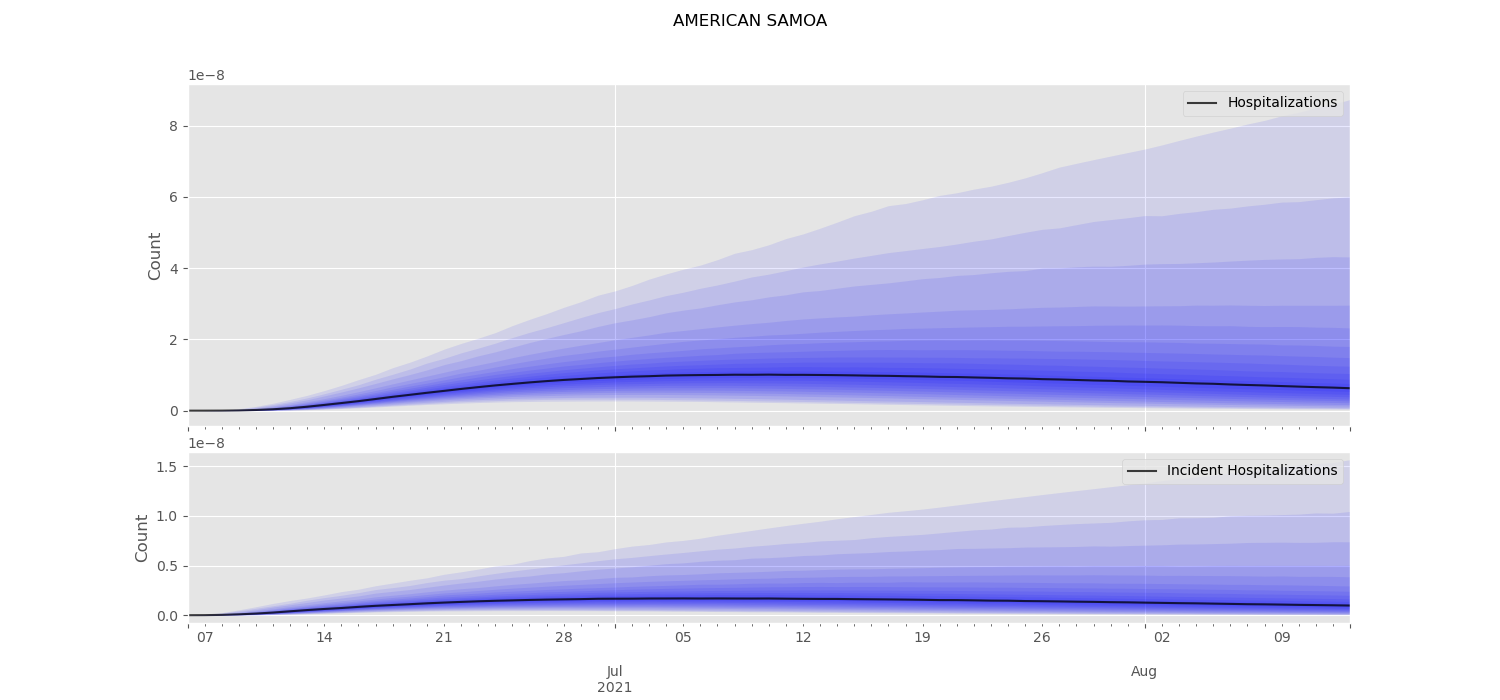 AMERICAN SAMOA
1e−8
Hospitalizations
8
6
4
2
0
Count
1e−8
Incident Hospitalizations
1.5
1.0
0.5
0.0
Count
07 14 21 28 05 12 19 26 02 09
Jul Aug
2021